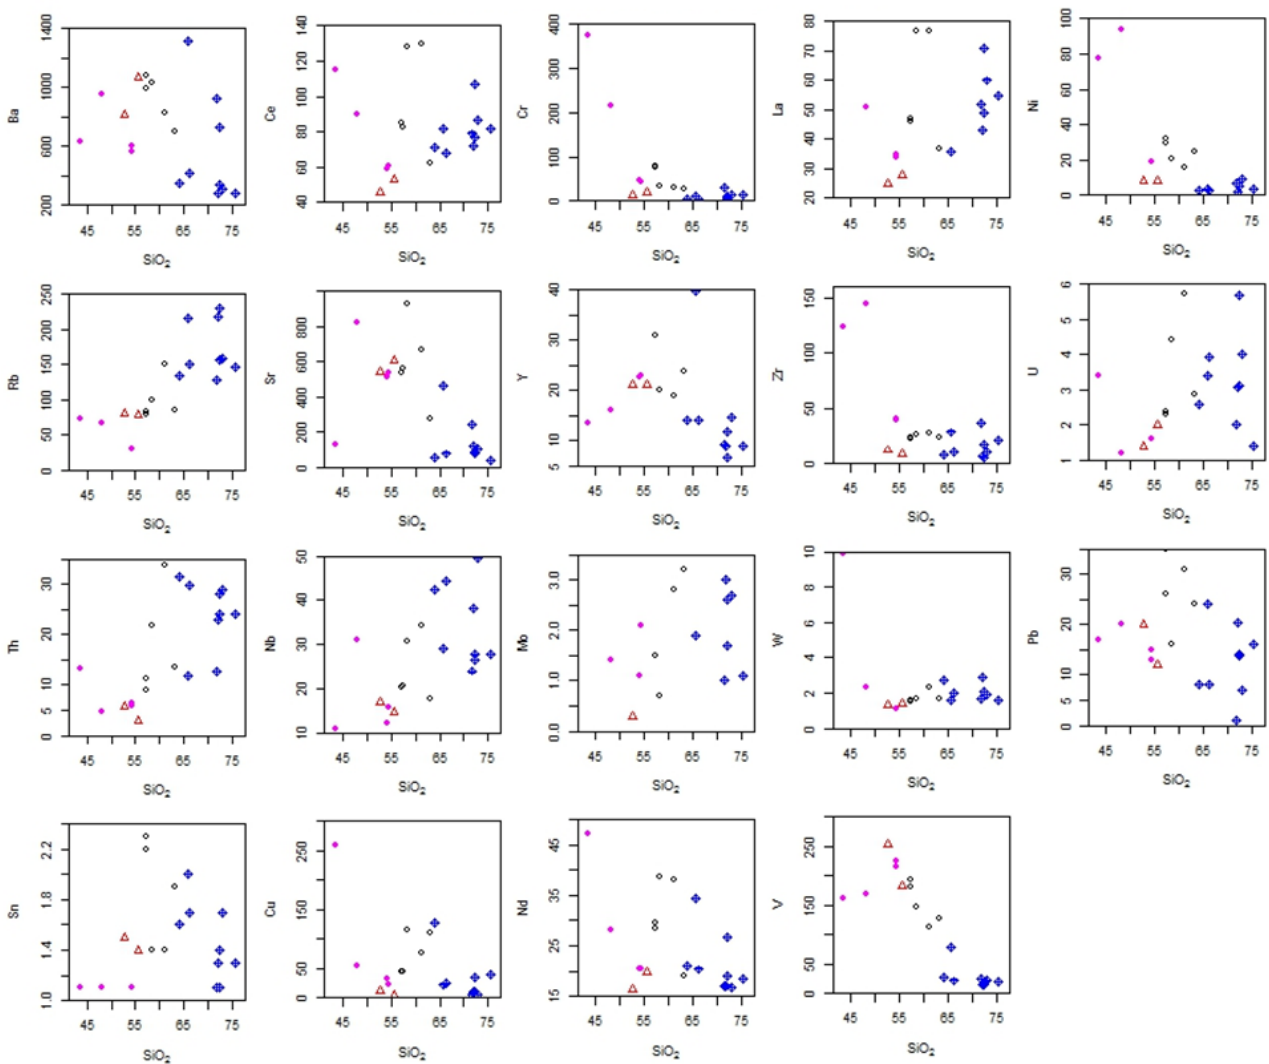 Ba
200 600 1000 1400
45 55 65 75
SiO₂
Ce
40 60 80 100 120 140
45 55 65 75
SiO₂
Cr
0 100 200 300 400
45 55 65 75
SiO₂
La
20 30 40 50 60 70 80
45 55 65 75
SiO₂
Ni
0 20 40 60 80 100
45 55 65 75
SiO₂
Rb
0 50 100 150 200 250
45 55 65 75
SiO₂
Sr
0 200 400 600 800
45 55 65 75
SiO₂
Y
5 10 20 30 40
45 55 65 75
SiO₂
Zr
0 50 100 150
45 55 65 75
SiO₂
U
1 2 3 4 5 6
45 55 65 75
SiO₂
Th
0 5 10 20 30
45 55 65 75
SiO₂
Nb
10 20 30 40 50
45 55 65 75
SiO₂
Mo
0.0 1.0 2.0 3.0
45 55 65 75
SiO₂
W
0 2 4 6 8 10
45 55 65 75
SiO₂
Pb
0 5 10 20 30
45 55 65 75
SiO₂
Sn
1.0 1.4 1.8 2.2
45 55 65 75
SiO₂
Cu
0 50 150 250
45 55 65 75
SiO₂
Nd
15 25 35 45
45 55 65 75
SiO₂
V
0 50 150 250
45 55 65 75
SiO₂